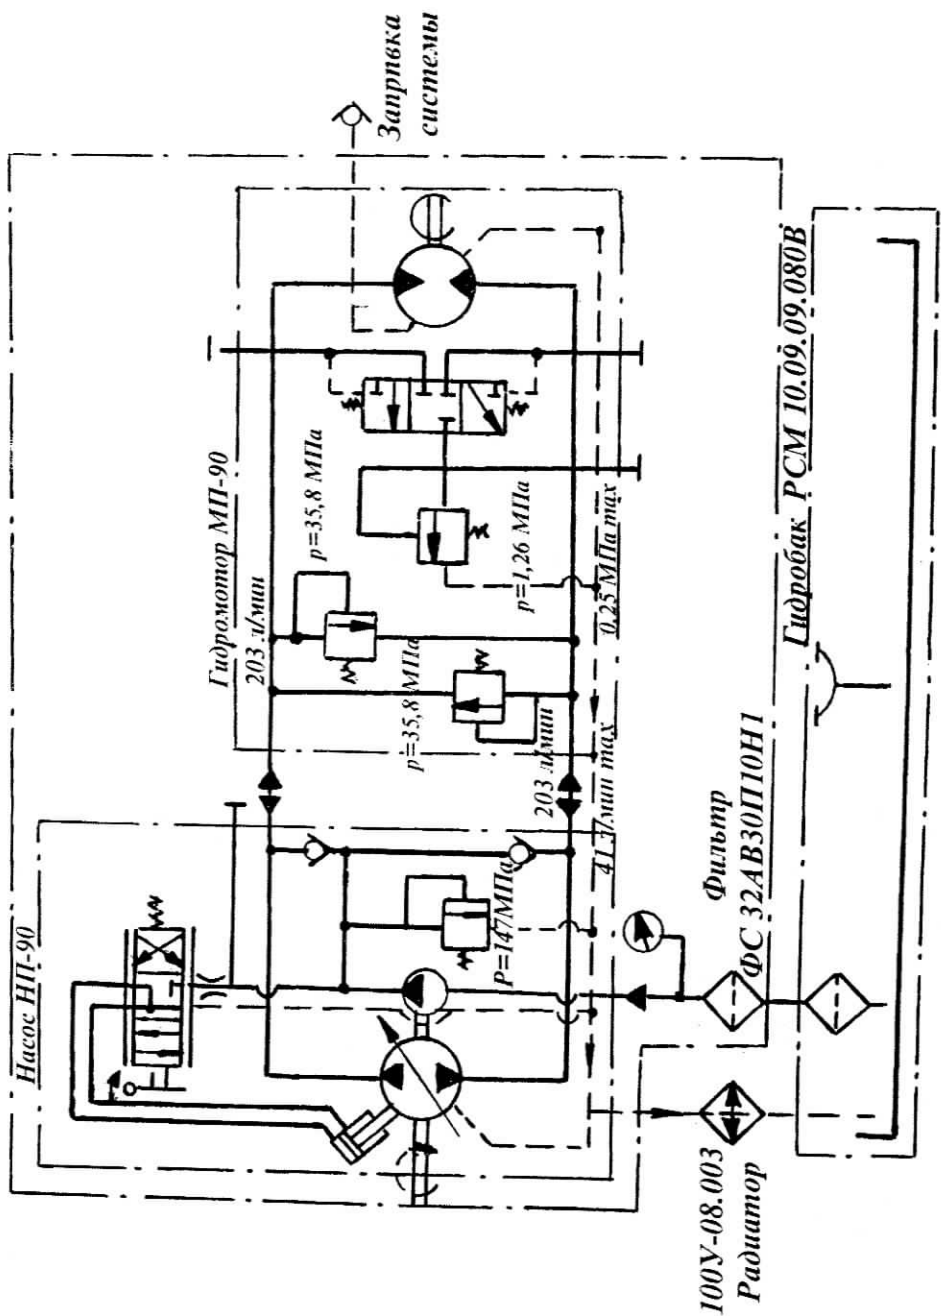 Запрпвка
системы
Гидромотор МП-90
203 л/мин
р=35,8 МПа
р=35,8 МПа
р=1,26 МПа
0,25 МПа max
203 л/мин
41 л/мин max
Насос НП-90
Р=147МПа
Фильтр
ФС 32АВ30П10Н1
Гидробак РСМ 10.09.09.080В
100У-08.003
Радиатор